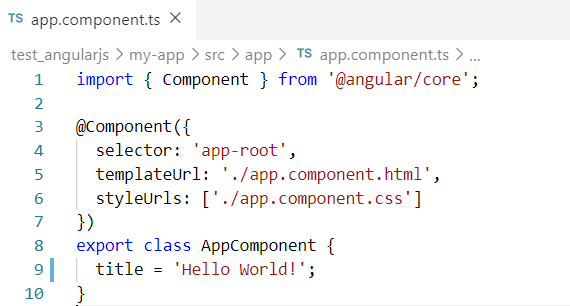 TS app.component.ts ×
test_angularjs > my-app > src > app > TS app.component.ts > ...
1 import { Component } from '@angular/core';
2
3 @Component({
4   selector: 'app-root',
5   templateUrl: './app.component.html',
6   styleUrls: ['./app.component.css']
7 })
8 export class AppComponent {
9   title = 'Hello World!';
10 }